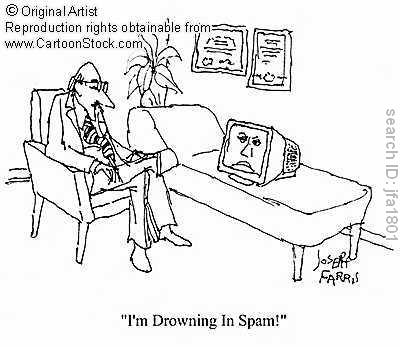 © Original Artist
Reproduction rights obtainable from
www.CartoonStock.com
search ID: jfa1801
JOSEPH
FARRIS
"I'm Drowning In Spam!"